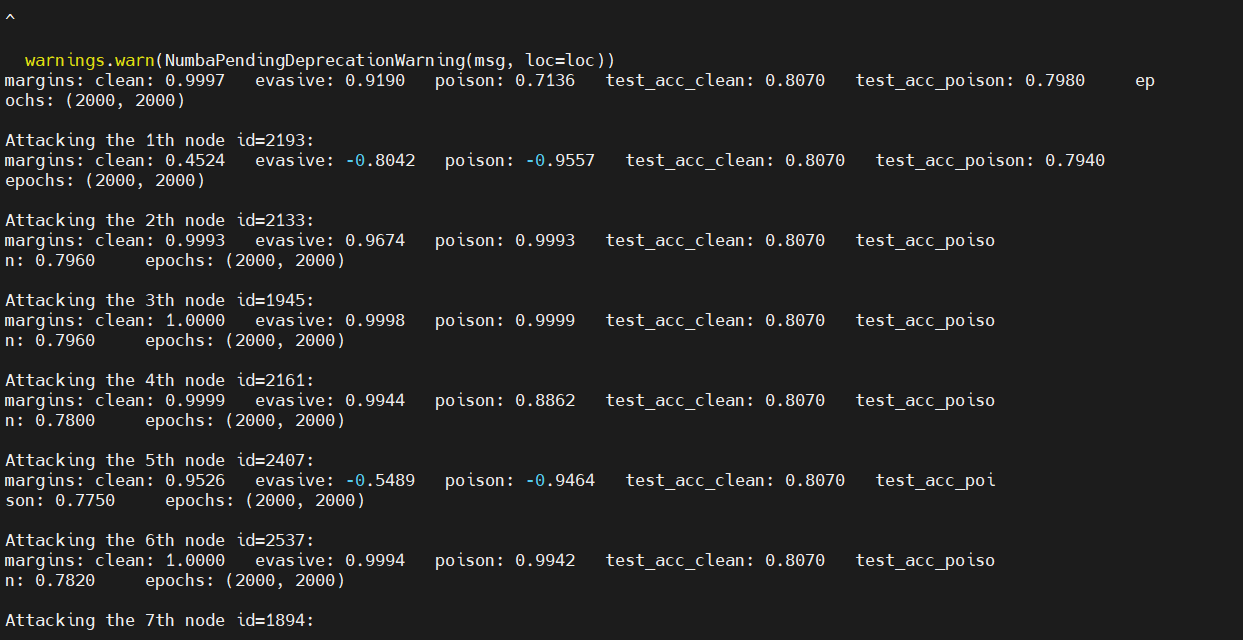 ^
warnings.warn(NumbaPendingDeprecationWarning(msg, loc=loc))
margins: clean: 0.9997   evasive: 0.9190   poison: 0.7136   test_acc_clean: 0.8070   test_acc_poison: 0.7980     ep
ochs: (2000, 2000)
Attacking the 1th node id=2193:
margins: clean: 0.4524   evasive: -0.8042   poison: -0.9557   test_acc_clean: 0.8070   test_acc_poison: 0.7940
epochs: (2000, 2000)
Attacking the 2th node id=2133:
margins: clean: 0.9993   evasive: 0.9674   poison: 0.9993   test_acc_clean: 0.8070   test_acc_poiso
n: 0.7960     epochs: (2000, 2000)
Attacking the 3th node id=1945:
margins: clean: 1.0000   evasive: 0.9998   poison: 0.9999   test_acc_clean: 0.8070   test_acc_poiso
n: 0.7960     epochs: (2000, 2000)
Attacking the 4th node id=2161:
margins: clean: 0.9999   evasive: 0.9944   poison: 0.8862   test_acc_clean: 0.8070   test_acc_poiso
n: 0.7800     epochs: (2000, 2000)
Attacking the 5th node id=2407:
margins: clean: 0.9526   evasive: -0.5489   poison: -0.9464   test_acc_clean: 0.8070   test_acc_poi
son: 0.7750     epochs: (2000, 2000)
Attacking the 6th node id=2537:
margins: clean: 1.0000   evasive: 0.9994   poison: 0.9942   test_acc_clean: 0.8070   test_acc_poiso
n: 0.7820     epochs: (2000, 2000)
Attacking the 7th node id=1894: